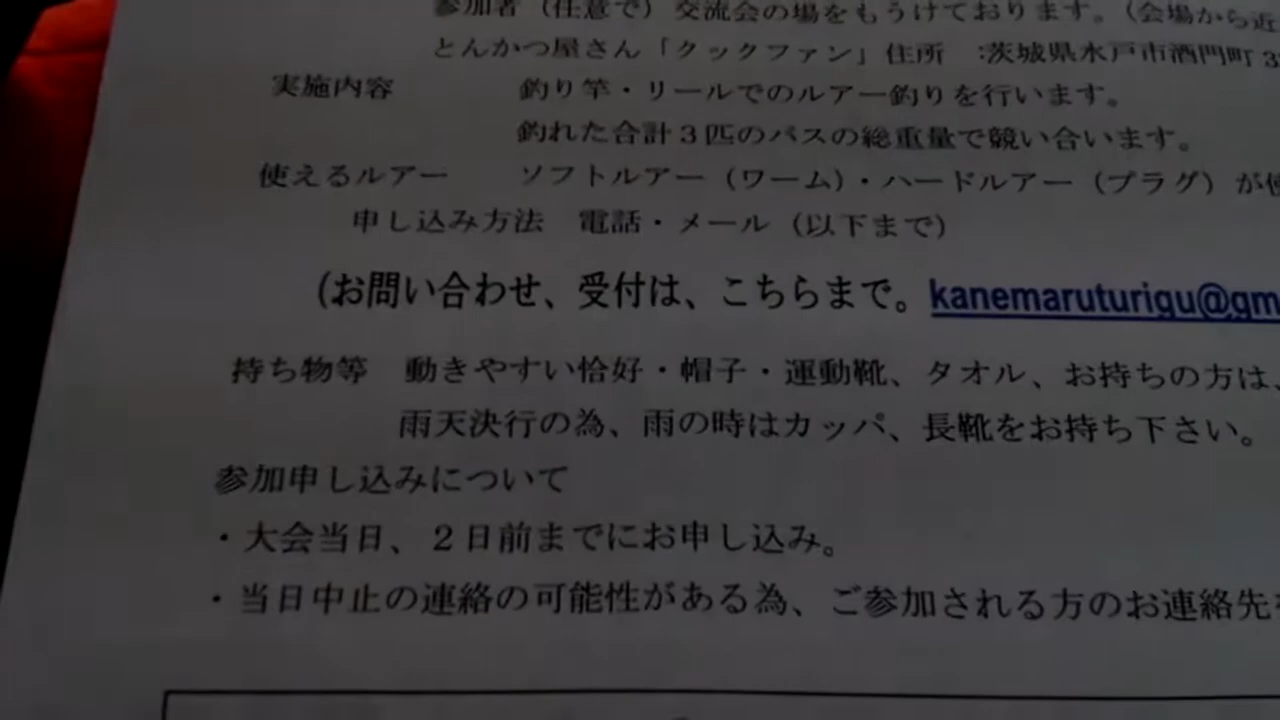 参加者(任意で)交流会の場をもうけております。(会場から近
とんかつ屋さん「クックファン」住所 :茨城県水戸市酒門町3
実施内容 釣り竿・リールでのルアー釣りを行います。
釣れた合計3匹のバスの総重量で競い合います。
使えるルアー ソフトルアー(ワーム)・ハードルアー(プラグ)が使
申し込み方法 電話・メール(以下まで)
(お問い合わせ、受付は、こちらまで。kanemaruturigu@gm
持ち物等 動きやすい恰好・帽子・運動靴、タオル、お持ちの方は、
雨天決行の為、雨の時はカッパ、長靴をお持ち下さい。
参加申し込みについて
・大会当日、2日前までにお申し込み。
・当日中止の連絡の可能性がある為、ご参加される方のお連絡先